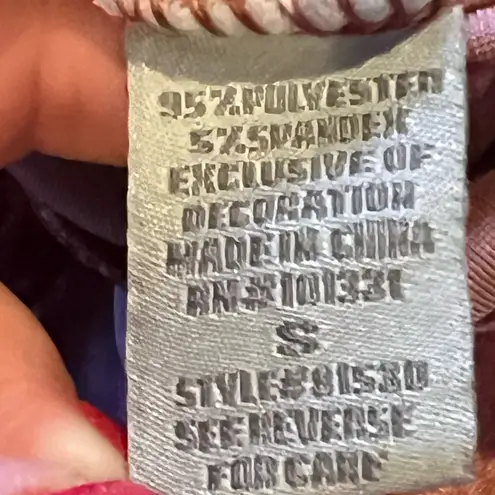 95% POLYESTER
5% SPANDEX
EXCLUSIVE OF
DECORATION
MADE IN CHINA
RN#101331
S
STYLE#81530
SEE REVERSE
FOR CARE